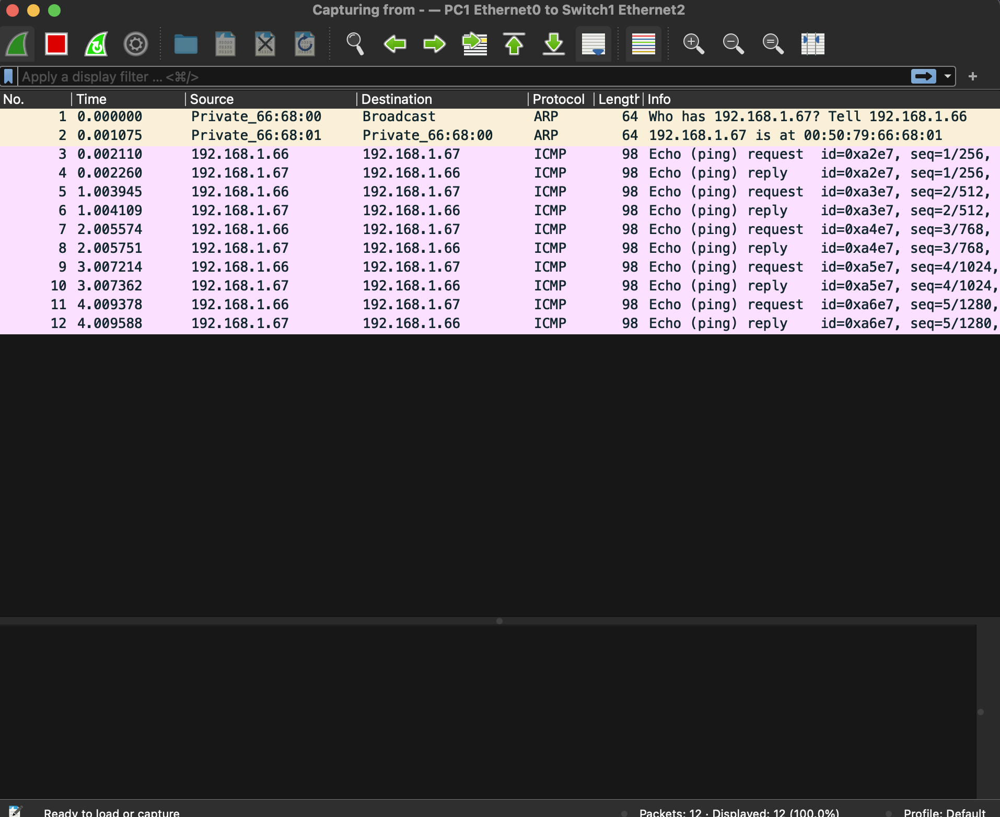 Capturing from - — PC1 Ethernet0 to Switch1 Ethernet2
Apply a display filter ... <⌘/>
No. Time Source Destination Protocol Length Info
1 0.000000 Private_66:68:00 Broadcast ARP 64 Who has 192.168.1.67? Tell 192.168.1.66
2 0.001075 Private_66:68:01 Private_66:68:00 ARP 64 192.168.1.67 is at 00:50:79:66:68:01
3 0.002110 192.168.1.66 192.168.1.67 ICMP 98 Echo (ping) request id=0xa2e7, seq=1/256,
4 0.002260 192.168.1.67 192.168.1.66 ICMP 98 Echo (ping) reply id=0xa2e7, seq=1/256,
5 1.003945 192.168.1.66 192.168.1.67 ICMP 98 Echo (ping) request id=0xa3e7, seq=2/512,
6 1.004109 192.168.1.67 192.168.1.66 ICMP 98 Echo (ping) reply id=0xa3e7, seq=2/512,
7 2.005574 192.168.1.66 192.168.1.67 ICMP 98 Echo (ping) request id=0xa4e7, seq=3/768,
8 2.005751 192.168.1.67 192.168.1.66 ICMP 98 Echo (ping) reply id=0xa4e7, seq=3/768,
9 3.007214 192.168.1.66 192.168.1.67 ICMP 98 Echo (ping) request id=0xa5e7, seq=4/1024,
10 3.007362 192.168.1.67 192.168.1.66 ICMP 98 Echo (ping) reply id=0xa5e7, seq=4/1024,
11 4.009378 192.168.1.66 192.168.1.67 ICMP 98 Echo (ping) request id=0xa6e7, seq=5/1280,
12 4.009588 192.168.1.67 192.168.1.66 ICMP 98 Echo (ping) reply id=0xa6e7, seq=5/1280,
Ready to load or capture Packets: 12 · Displayed: 12 (100.0%) Profile: Default